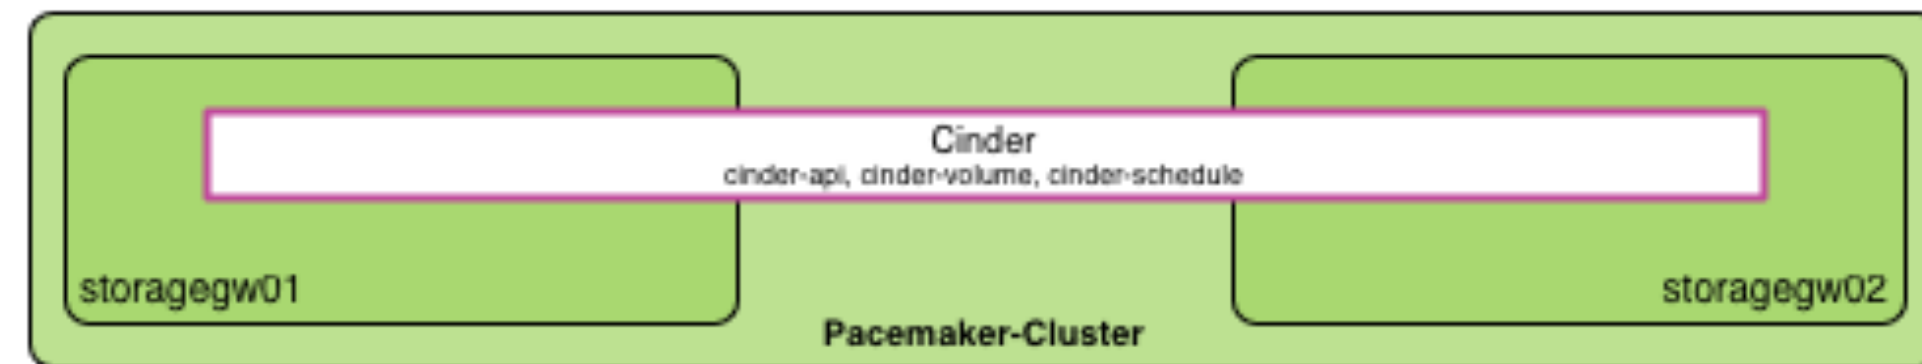 Cinder
cinder-api, cinder-volume, cinder-schedule
storagegw01
storagegw02
Pacemaker-Cluster